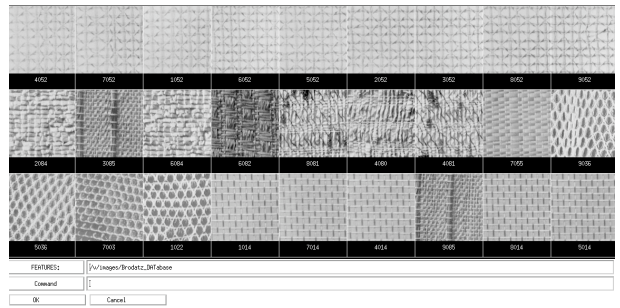 4052 7052 1052 6052 5052 2052 3052 8052 9052
2084 3085 6084 6082 8081 4080 4081 7055 9036
5036 7003 1022 1014 7014 4014 9085 8014 5014
FEATURES: /v/images/Brodatz_DATabase
Command
OK Cancel